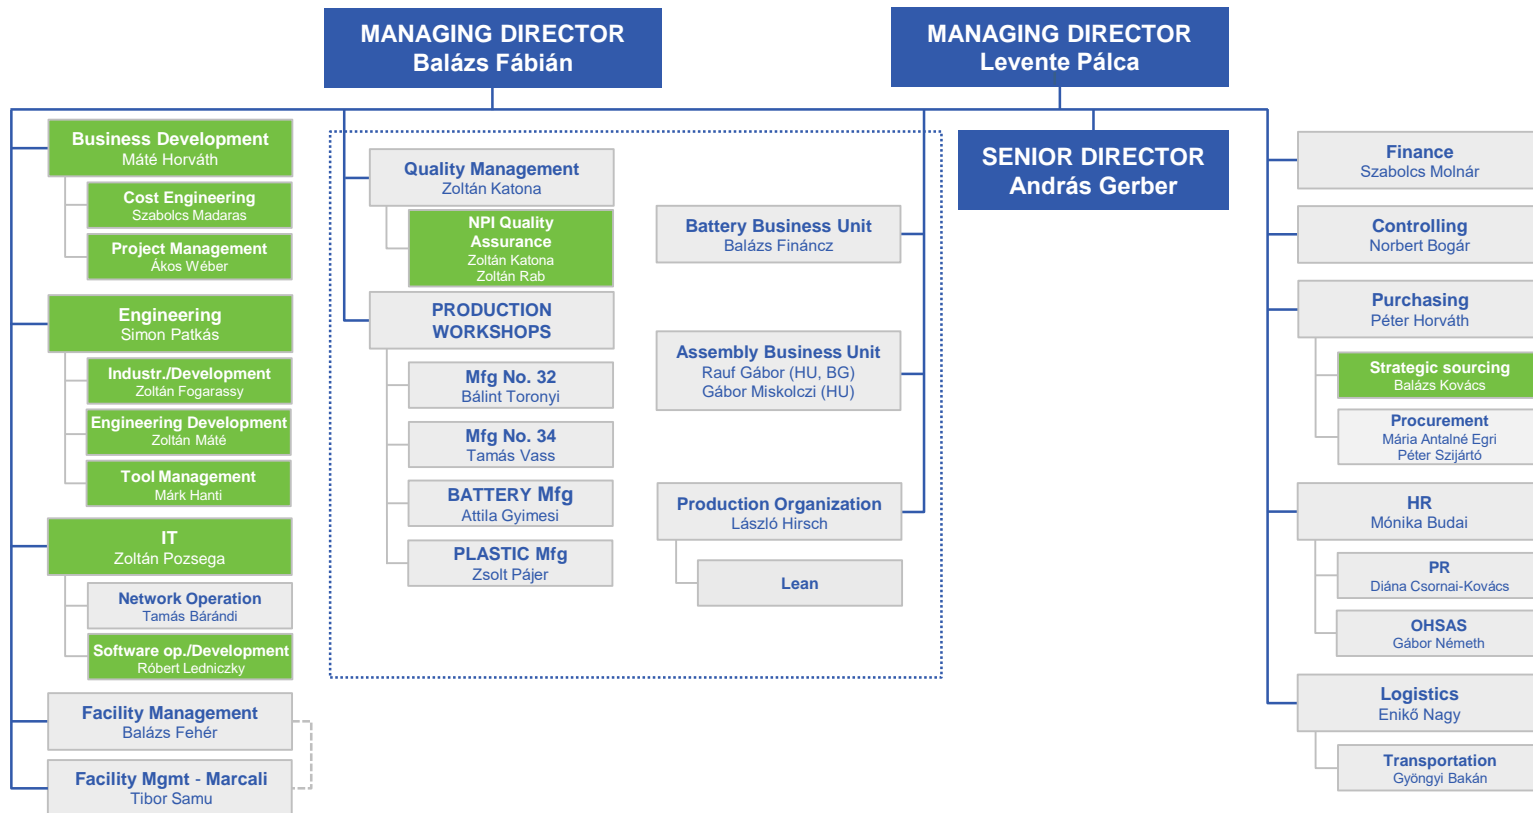 MANAGING DIRECTOR
Balázs Fábián
MANAGING DIRECTOR
Levente Pálca
SENIOR DIRECTOR
András Gerber
Business Development
Máté Horváth
Cost Engineering
Szabolcs Madaras
Project Management
Ákos Wéber
Engineering
Simon Patkás
Industr./Development
Zoltán Fogarassy
Engineering Development
Zoltán Máté
Tool Management
Márk Hanti
IT
Zoltán Pozsega
Network Operation
Tamás Bárándi
Software op./Development
Róbert Ledniczky
Facility Management
Balázs Fehér
Facility Mgmt - Marcali
Tibor Samu
Quality Management
Zoltán Katona
NPI Quality
Assurance
Zoltán Katona
Zoltán Rab
PRODUCTION
WORKSHOPS
Mfg No. 32
Bálint Toronyi
Mfg No. 34
Tamás Vass
BATTERY Mfg
Attila Gyimesi
PLASTIC Mfg
Zsolt Pájer
Battery Business Unit
Balázs Fináncz
Assembly Business Unit
Rauf Gábor (HU, BG)
Gábor Miskolczi (HU)
Production Organization
László Hirsch
Lean
Finance
Szabolcs Molnár
Controlling
Norbert Bogár
Purchasing
Péter Horváth
Strategic sourcing
Balázs Kovács
Procurement
Mária Antalné Egri
Péter Szijártó
HR
Mónika Budai
PR
Diána Csornai-Kovács
OHSAS
Gábor Németh
Logistics
Enikő Nagy
Transportation
Gyöngyi Bakán